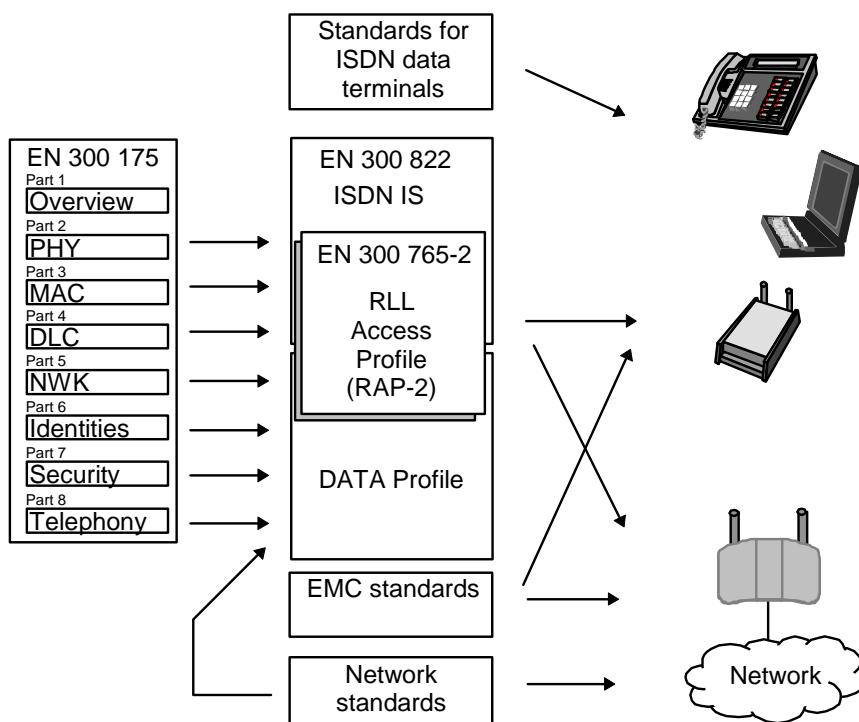 Standards for
ISDN data
terminals
EN 300 175
Part 1
Overview
Part 2
PHY
Part 3
MAC
Part 4
DLC
Part 5
NWK
Part 6
Identities
Part 7
Security
Part 8
Telephony
EN 300 822
ISDN IS
EN 300 765-2
RLL
Access
Profile
(RAP-2)
DATA Profile
EMC standards
Network
standards
Network